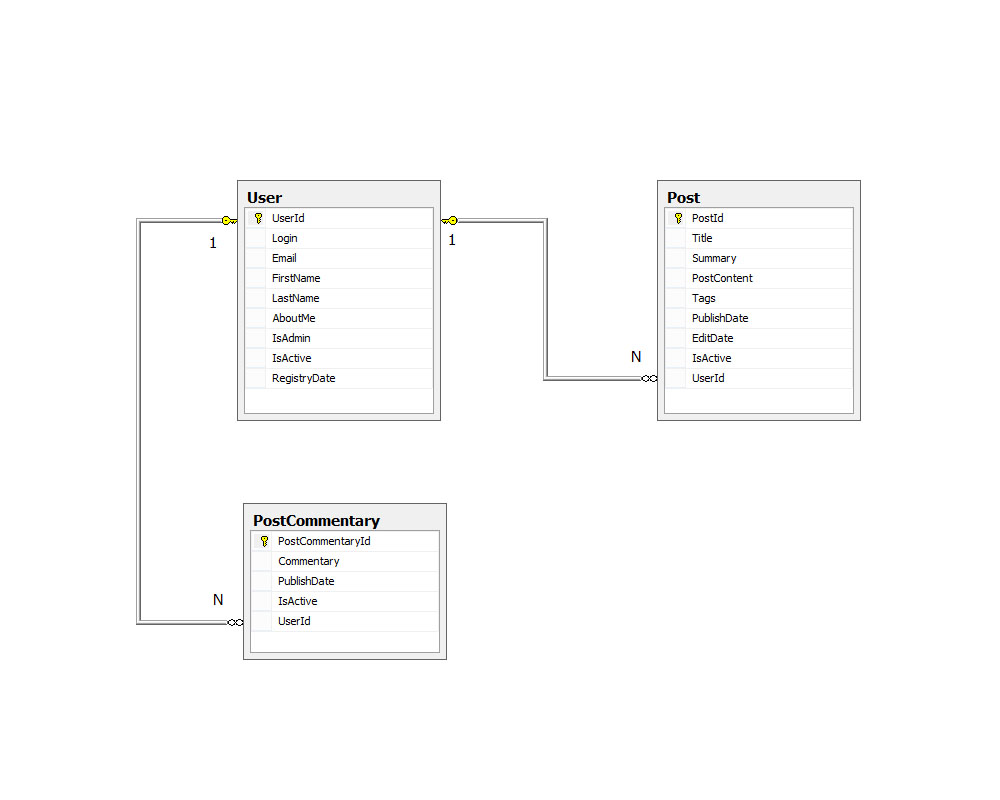 User
UserId
Login
Email
FirstName
LastName
AboutMe
IsAdmin
IsActive
RegistryDate
1
1
N
Post
PostId
Title
Summary
PostContent
Tags
PublishDate
EditDate
IsActive
UserId
PostCommentary
PostCommentaryId
Commentary
PublishDate
IsActive
UserId
N